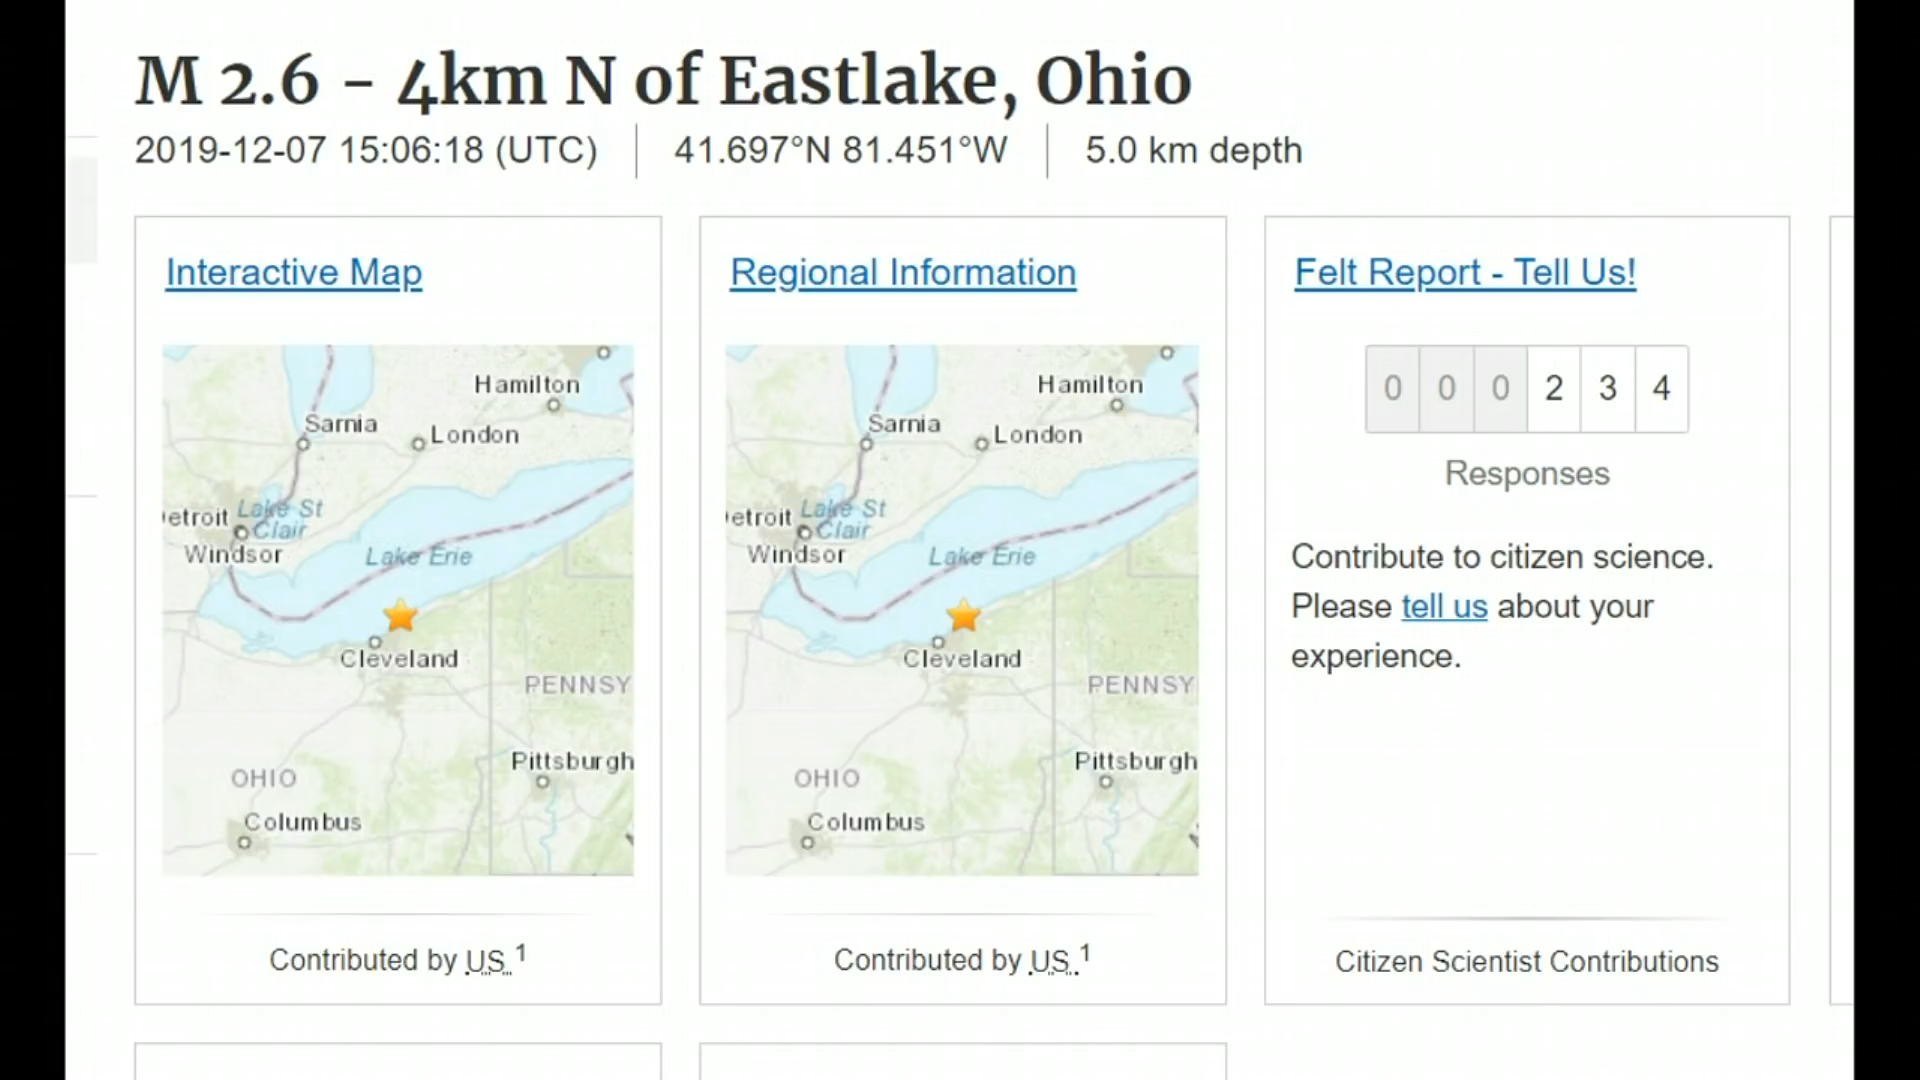 M 2.6 - 4km N of Eastlake, Ohio
2019-12-07 15:06:18 (UTC)
41.697°N 81.451°W
5.0 km depth
Interactive Map
Hamilton
Sarnia
London
etroit
Lake St
Clair
Windsor
Lake Erie
Cleveland
PENNSY
Pittsburgh
OHIO
Columbus
Contributed by US 1
Regional Information
Hamilton
Sarnia
London
etroit
Lake St
Clair
Windsor
Lake Erie
Cleveland
PENNSY
Pittsburgh
OHIO
Columbus
Contributed by US 1
Felt Report - Tell Us!
0 0 0 2 3 4
Responses
Contribute to citizen science.
Please tell us about your
experience.
Citizen Scientist Contributions